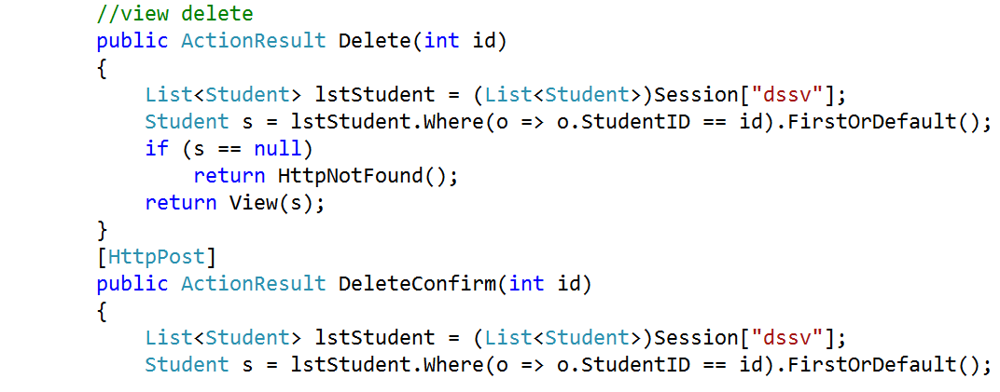 //view delete
public ActionResult Delete(int id)
{
List<Student> lstStudent = (List<Student>)Session["dssv"];
Student s = lstStudent.Where(o => o.StudentID == id).FirstOrDefault();
if (s == null)
return HttpNotFound();
return View(s);
}
[HttpPost]
public ActionResult DeleteConfirm(int id)
{
List<Student> lstStudent = (List<Student>)Session["dssv"];
Student s = lstStudent.Where(o => o.StudentID == id).FirstOrDefault();